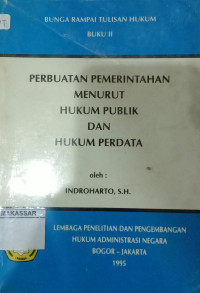 BUNGA RAMPAI TULISAN HUKUM
BUKU II
PERBUATAN PEMERINTAHAN
MENURUT
HUKUM PUBLIK
DAN
HUKUM PERDATA
oleh :
INDROHARTO, S.H.
MAKASSAR
LEMBAGA PENELITIAN DAN PENGEMBANGAN
HUKUM ADMINISTRASI NEGARA
BOGOR – JAKARTA
1995